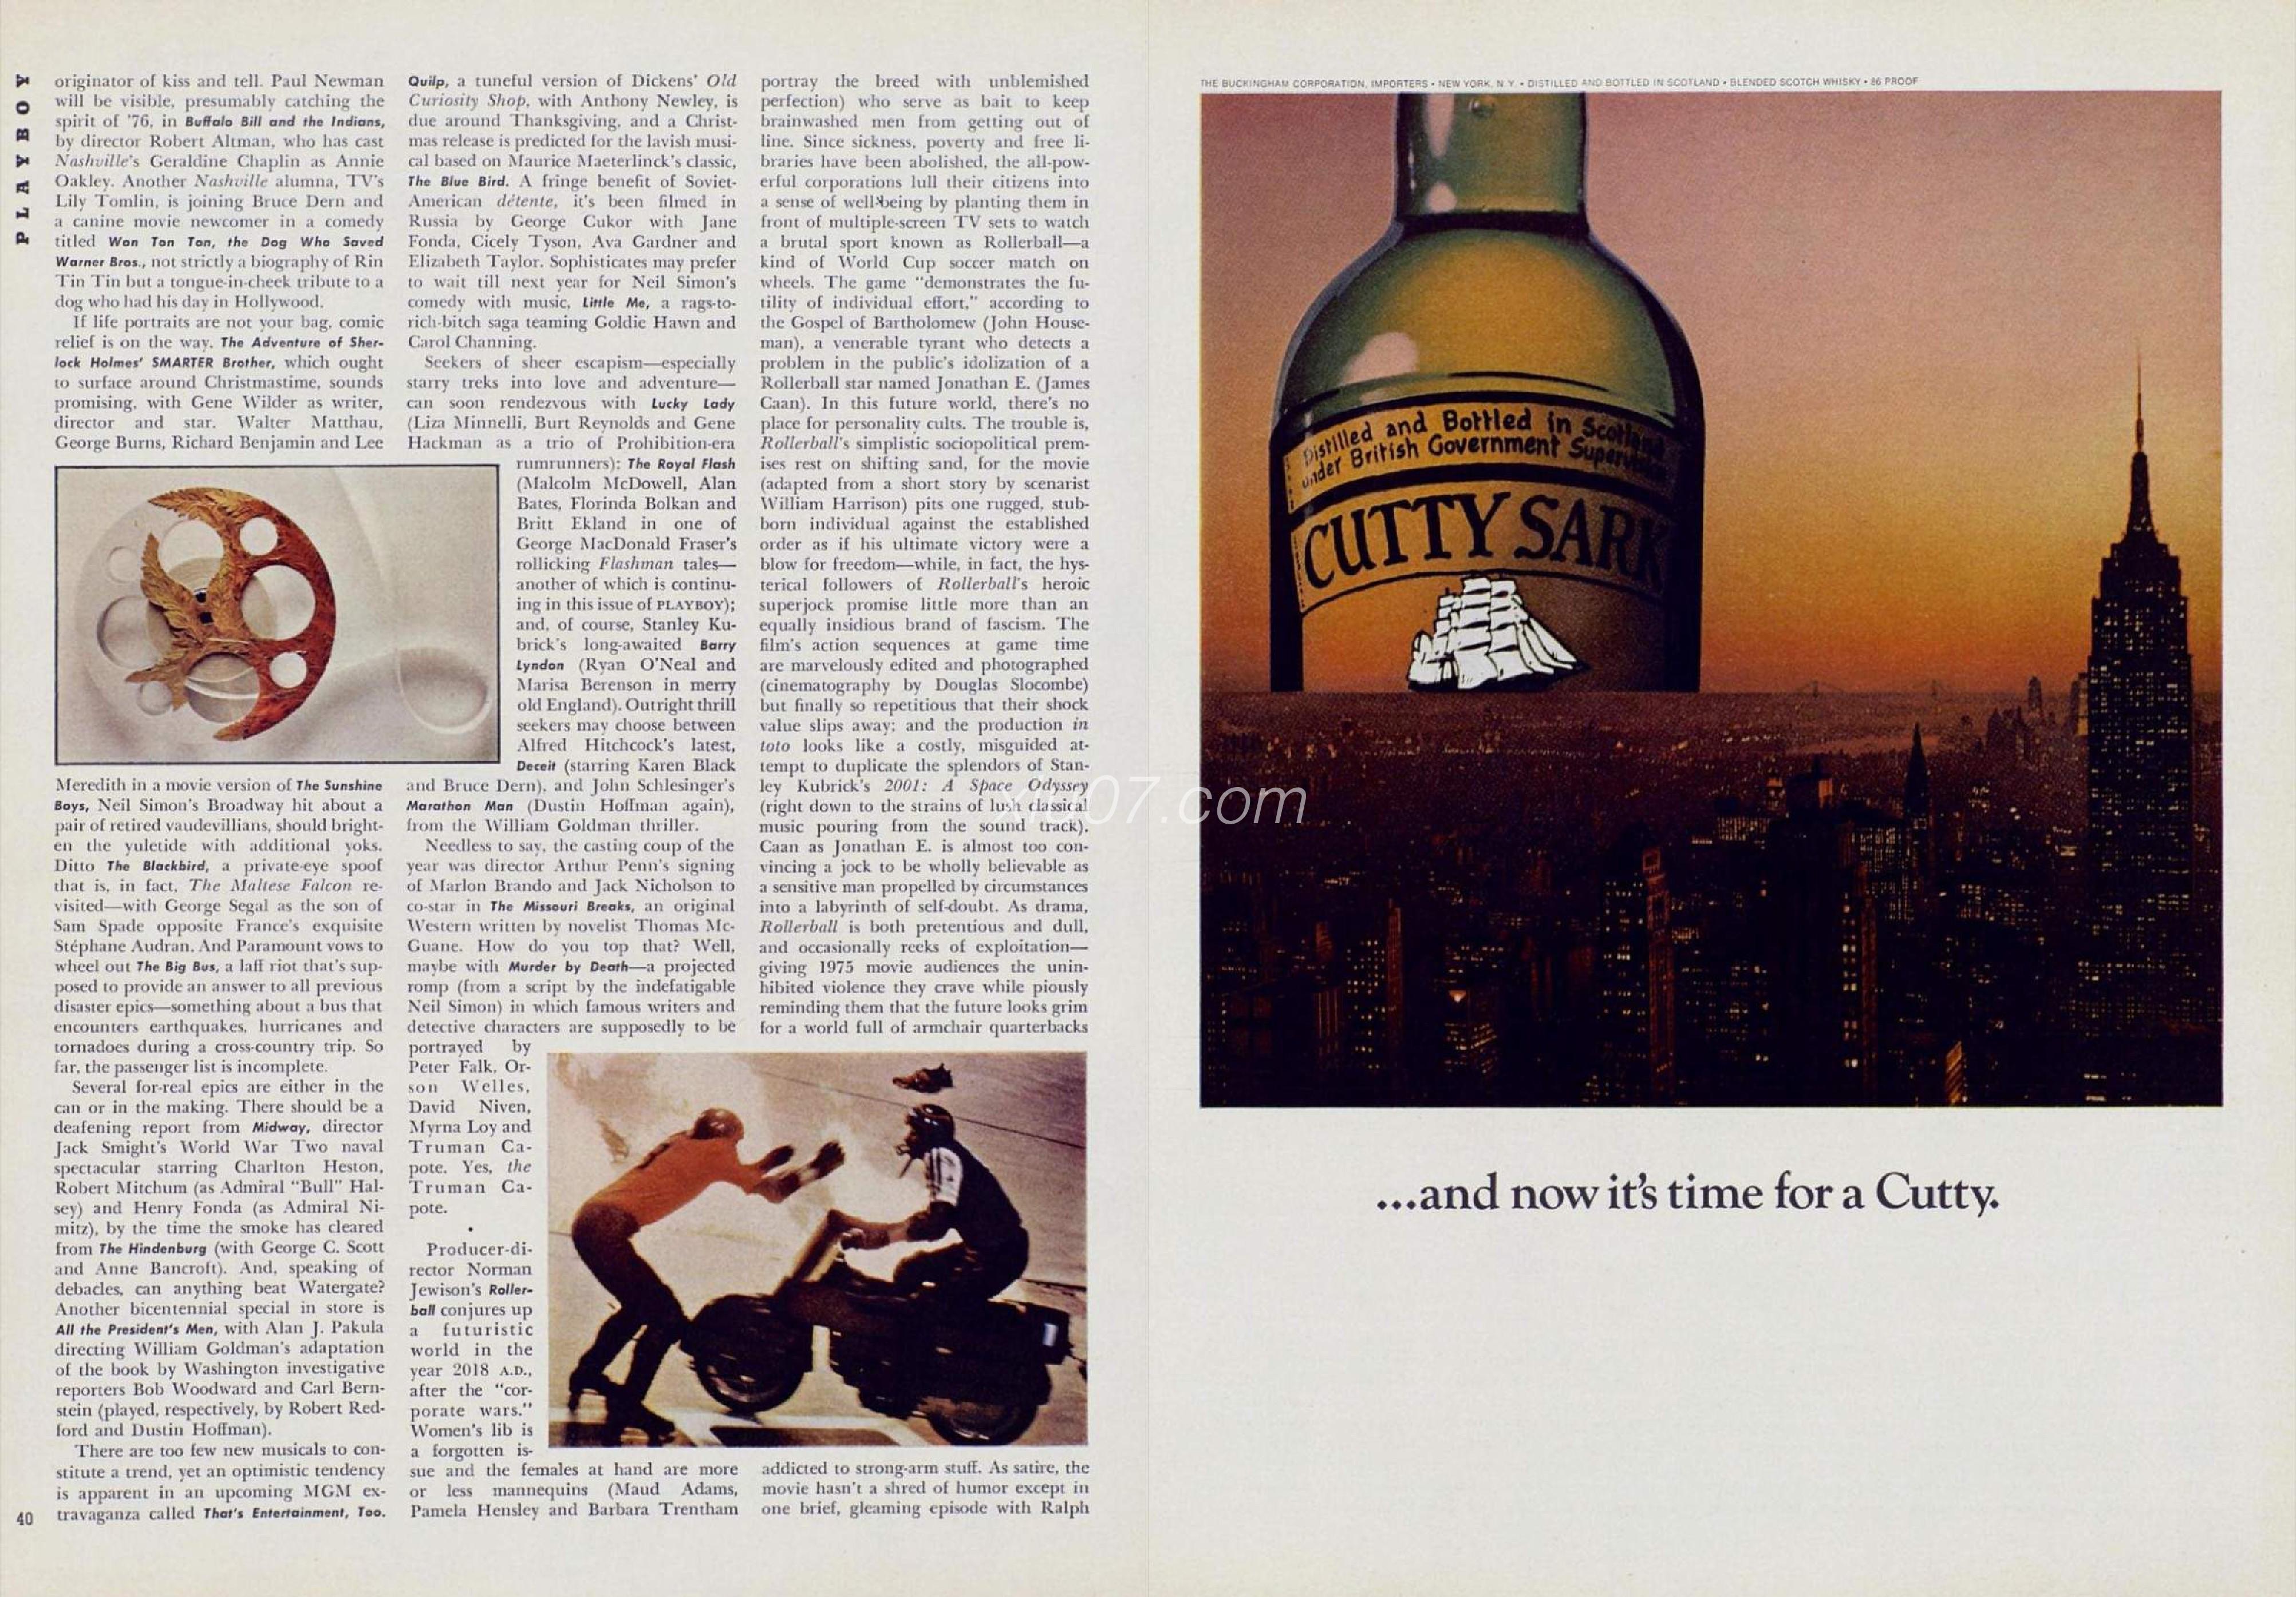 PLAYBOY
originator of kiss and tell. Paul Newman
will be visible, presumably catching the
spirit of '76, in Buffalo Bill and the Indians,
by director Robert Altman, who has cast
Nashville's Geraldine Chaplin as Annie
Oakley. Another Nashville alumna, TV's
Lily Tomlin, is joining Bruce Dern and
a canine movie newcomer in a comedy
titled Won Ton Ton, the Dog Who Saved
Warner Bros., not strictly a biography of Rin
Tin Tin but a tongue-in-cheek tribute to a
dog who had his day in Hollywood.
If life portraits are not your bag, comic
relief is on the way. The Adventure of Sher-
lock Holmes' SMARTER Brother, which ought
to surface around Christmastime, sounds
promising, with Gene Wilder as writer,
director and star. Walter Matthau,
George Burns, Richard Benjamin and Lee
Meredith in a movie version of The Sunshine
Boys, Neil Simon's Broadway hit about a
pair of retired vaudevillians, should bright-
en the yuletide with additional yoks.
Ditto The Blackbird, a private-eye spoof
that is, in fact, The Maltese Falcon re-
visited—with George Segal as the son of
Sam Spade opposite France's exquisite
Stéphane Audran. And Paramount vows to
wheel out The Big Bus, a laff riot that's sup-
posed to provide an answer to all previous
disaster epics—something about a bus that
encounters earthquakes, hurricanes and
tornadoes during a cross-country trip. So
far, the passenger list is incomplete.
Several for-real epics are either in the
can or in the making. There should be a
deafening report from Midway, director
Jack Smight's World War Two naval
spectacular starring Charlton Heston,
Robert Mitchum (as Admiral "Bull" Hal-
sey) and Henry Fonda (as Admiral Ni-
mitz), by the time the smoke has cleared
from The Hindenburg (with George C. Scott
and Anne Bancroft). And, speaking of
debacles, can anything beat Watergate?
Another bicentennial special in store is
All the President's Men, with Alan J. Pakula
directing William Goldman's adaptation
of the book by Washington investigative
reporters Bob Woodward and Carl Bern-
stein (played, respectively, by Robert Red-
ford and Dustin Hoffman).
There are too few new musicals to con-
stitute a trend, yet an optimistic tendency
is apparent in an upcoming MGM ex-
travaganza called That's Entertainment, Too.
40
Quilp, a tuneful version of Dickens' Old
Curiosity Shop, with Anthony Newley, is
due around Thanksgiving, and a Christ-
mas release is predicted for the lavish musi-
cal based on Maurice Maeterlinck's classic,
The Blue Bird. A fringe benefit of Soviet-
American détente, it's been filmed in
Russia by George Cukor with Jane
Fonda, Cicely Tyson, Ava Gardner and
Elizabeth Taylor. Sophisticates may prefer
to wait till next year for Neil Simon's
comedy with music, Little Me, a rags-to-
rich-bitch saga teaming Goldie Hawn and
Carol Channing.
Seekers of sheer escapism—especially
starry treks into love and adventure—
can soon rendezvous with Lucky Lady
(Liza Minnelli, Burt Reynolds and Gene
Hackman as a trio of Prohibition-era
rumrunners); The Royal Flash
(Malcolm McDowell, Alan
Bates, Florinda Bolkan and
Britt Ekland in one of
George MacDonald Fraser's
rollicking Flashman tales—
another of which is continu-
ing in this issue of PLAYBOY);
and, of course, Stanley Ku-
brick's long-awaited Barry
Lyndon (Ryan O'Neal and
Marisa Berenson in merry
old England). Outright thrill
seekers may choose between
Alfred Hitchcock's latest,
Deceit (starring Karen Black
and Bruce Dern), and John Schlesinger's
Marathon Man (Dustin Hoffman again),
from the William Goldman thriller.
Needless to say, the casting coup of the
year was director Arthur Penn's signing
of Marlon Brando and Jack Nicholson to
co-star in The Missouri Breaks, an original
Western written by novelist Thomas Mc-
Guane. How do you top that? Well,
maybe with Murder by Death—a projected
romp (from a script by the indefatigable
Neil Simon) in which famous writers and
detective characters are supposedly to be
portrayed by
Peter Falk, Or-
son Welles,
David Niven,
Myrna Loy and
Truman Ca-
pote. Yes, the
Truman Ca-
pote.
•
Producer-di-
rector Norman
Jewison's Roller-
ball conjures up
a futuristic
world in the
year 2018 A.D.,
after the "cor-
porate wars."
Women's lib is
a forgotten is-
sue and the females at hand are more
or less mannequins (Maud Adams,
Pamela Hensley and Barbara Trentham
portray the breed with unblemished
perfection) who serve as bait to keep
brainwashed men from getting out of
line. Since sickness, poverty and free li-
braries have been abolished, the all-pow-
erful corporations lull their citizens into
a sense of well-being by planting them in
front of multiple-screen TV sets to watch
a brutal sport known as Rollerball—a
kind of World Cup soccer match on
wheels. The game "demonstrates the fu-
tility of individual effort," according to
the Gospel of Bartholomew (John House-
man), a venerable tyrant who detects a
problem in the public's idolization of a
Rollerball star named Jonathan E. (James
Caan). In this future world, there's no
place for personality cults. The trouble is,
Rollerball's simplistic sociopolitical prem-
ises rest on shifting sand, for the movie
(adapted from a short story by scenarist
William Harrison) pits one rugged, stub-
born individual against the established
order as if his ultimate victory were a
blow for freedom—while, in fact, the hys-
terical followers of Rollerball's heroic
superjock promise little more than an
equally insidious brand of fascism. The
film's action sequences at game time
are marvelously edited and photographed
(cinematography by Douglas Slocombe)
but finally so repetitious that their shock
value slips away; and the production in
toto looks like a costly, misguided at-
tempt to duplicate the splendors of Stan-
ley Kubrick's 2001: A Space Odyssey
(right down to the strains of lush classical
music pouring from the sound track).
Caan as Jonathan E. is almost too con-
vincing a jock to be wholly believable as
a sensitive man propelled by circumstances
into a labyrinth of self-doubt. As drama,
Rollerball is both pretentious and dull,
and occasionally reeks of exploitation—
giving 1975 movie audiences the unin-
hibited violence they crave while piously
reminding them that the future looks grim
for a world full of armchair quarterbacks
addicted to strong-arm stuff. As satire, the
movie hasn't a shred of humor except in
one brief, gleaming episode with Ralph
THE BUCKINGHAM CORPORATION, IMPORTERS • NEW YORK, N.Y. • DISTILLED AND BOTTLED IN SCOTLAND • BLENDED SCOTCH WHISKY • 86 PROOF
Distilled and Bottled in Scotland
under British Government Supervision
CUTTY SARK
...and now it's time for a Cutty.
xiu07.com